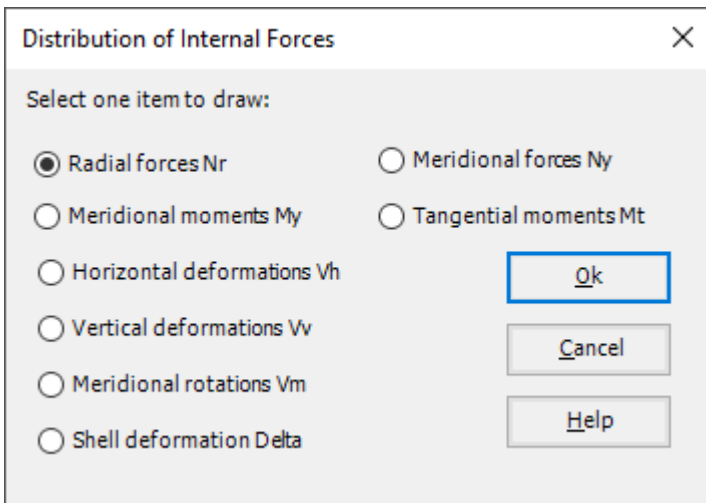 Distribution of Internal Forces
Select one item to draw:
Radial forces Nr
Meridional forces Ny
Meridional moments My
Tangential moments Mt
Horizontal deformations Vh
Ok
Vertical deformations Vv
Cancel
Meridional rotations Vm
Help
Shell deformation Delta